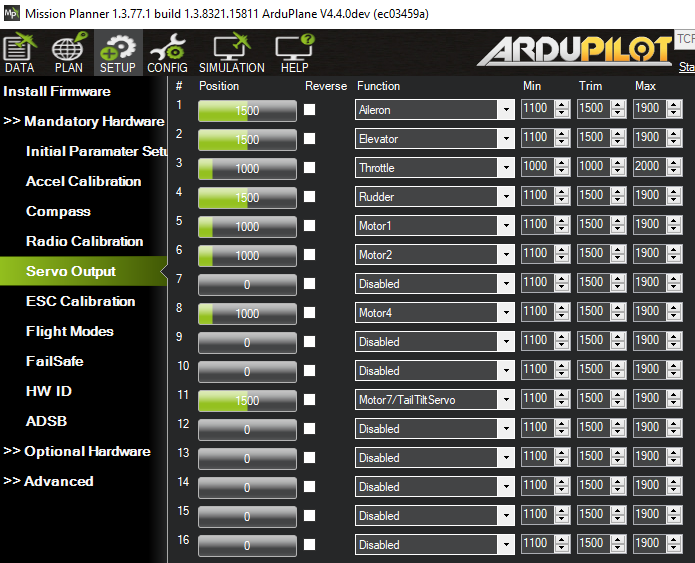 Mission Planner 1.3.77.1 build 1.3.8321.15811 ArduPlane V4.4.0dev (ec03459a)
DATA PLAN SETUP CONFIG SIMULATION HELP ARDUPILOT TCP
Sta
Install Firmware
>> Mandatory Hardware
Initial Paramater Setu
Accel Calibration
Compass
Radio Calibration
Servo Output
ESC Calibration
Flight Modes
FailSafe
HW ID
ADSB
>> Optional Hardware
>> Advanced
# Position Reverse Function Min Trim Max
1 1500 Aileron 1100 1500 1900
2 1500 Elevator 1100 1500 1900
3 1000 Throttle 1000 1000 2000
4 1500 Rudder 1100 1500 1900
5 1000 Motor1 1100 1500 1900
6 1000 Motor2 1100 1500 1900
7 0 Disabled 1100 1500 1900
8 1000 Motor4 1100 1500 1900
9 0 Disabled 1100 1500 1900
10 0 Disabled 1100 1500 1900
11 1500 Motor7/TailTiltServo 1100 1500 1900
12 0 Disabled 1100 1500 1900
13 0 Disabled 1100 1500 1900
14 0 Disabled 1100 1500 1900
15 0 Disabled 1100 1500 1900
16 0 Disabled 1100 1500 1900